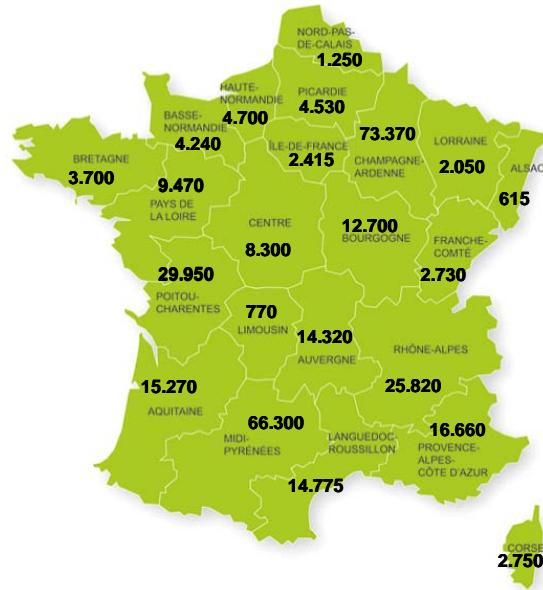 NORD-PAS-
DE-CALAIS
1.250
HAUTE-
NORMANDIE
4.700
PICARDIE
4.530
BASSE-
NORMANDIE
4.240
ÎLE-DE-FRANCE
2.415
73.370
CHAMPAGNE-
ARDENNE
LORRAINE
2.050
ALSAC
615
BRETAGNE
3.700
9.470
PAYS DE
LA LOIRE
CENTRE
8.300
12.700
BOURGOGNE
FRANCHE-
COMTÉ
2.730
29.950
POITOU-
CHARENTES
770
LIMOUSIN
14.320
AUVERGNE
RHÔNE-ALPES
25.820
15.270
AQUITAINE
66.300
MIDI-
PYRÉNÉES
LANGUEDOC-
ROUSSILLON
14.775
16.660
PROVENCE-
ALPES-
CÔTE D'AZUR
CORSE
2.750